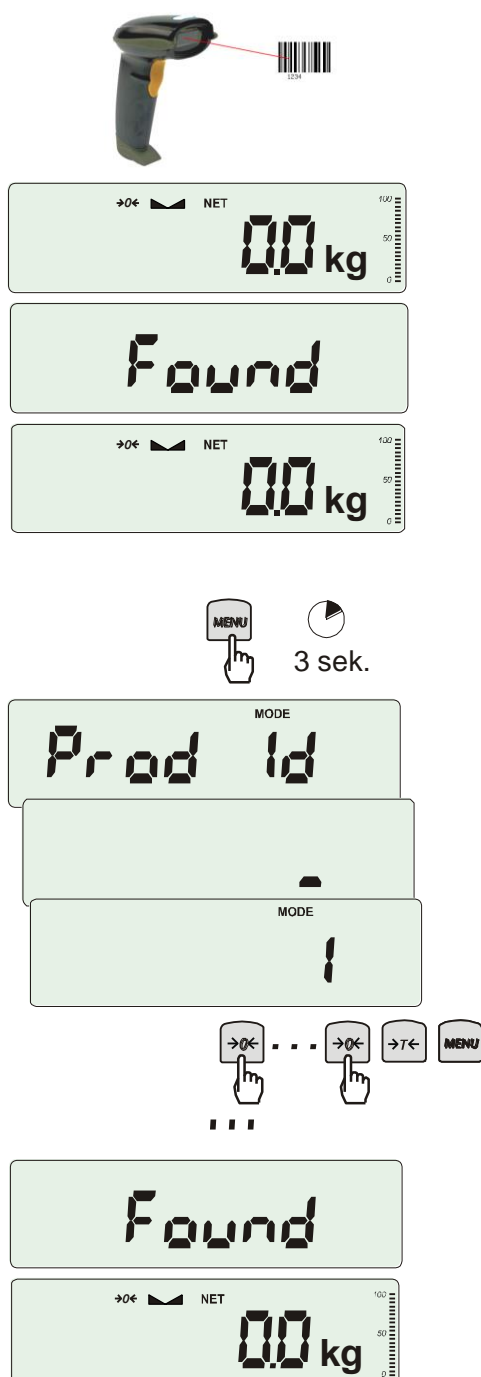 1234
→0← NET 100
50
0.0 kg
0
Found
→0← NET 100
50
0.0 kg
0
MENU
3 sek.
MODE
Prod Id
-
MODE
1
→0← ... →0← →T← MENU
...
Found
→0← NET 100
50
0.0 kg
0